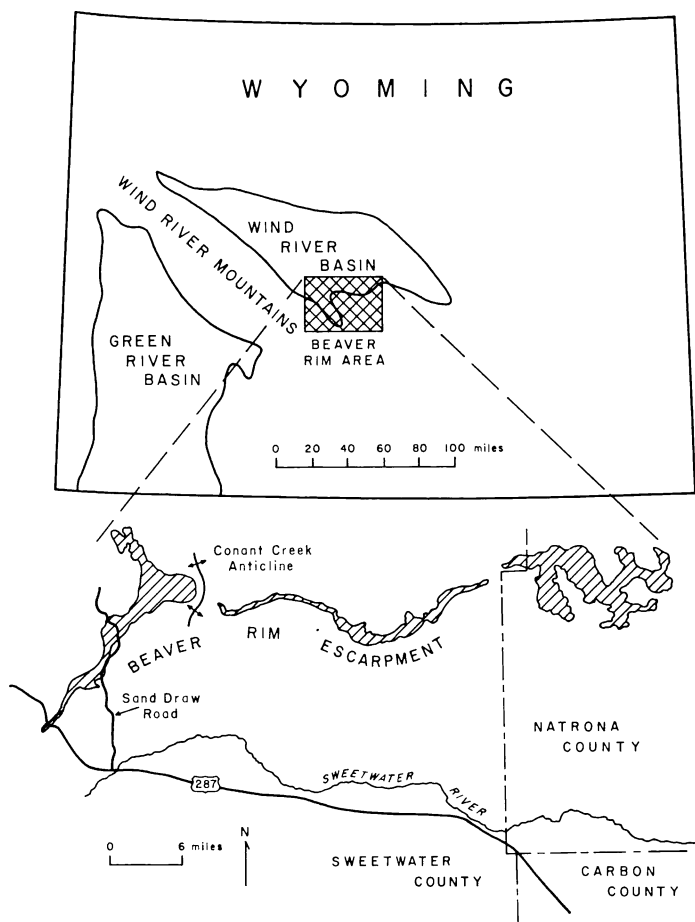 WYOMING
WIND RIVER MOUNTAINS
WIND
RIVER
BASIN
GREEN
RIVER
BASIN
BEAVER
RIM AREA
0 20 40 60 80 100 miles
Conant Creek
Anticline
BEAVER RIM ESCARPMENT
Sand Draw
Road
NATRONA
COUNTY
287
SWEETWATER RIVER
0 6 miles
N
SWEETWATER
COUNTY
CARBON
COUNTY